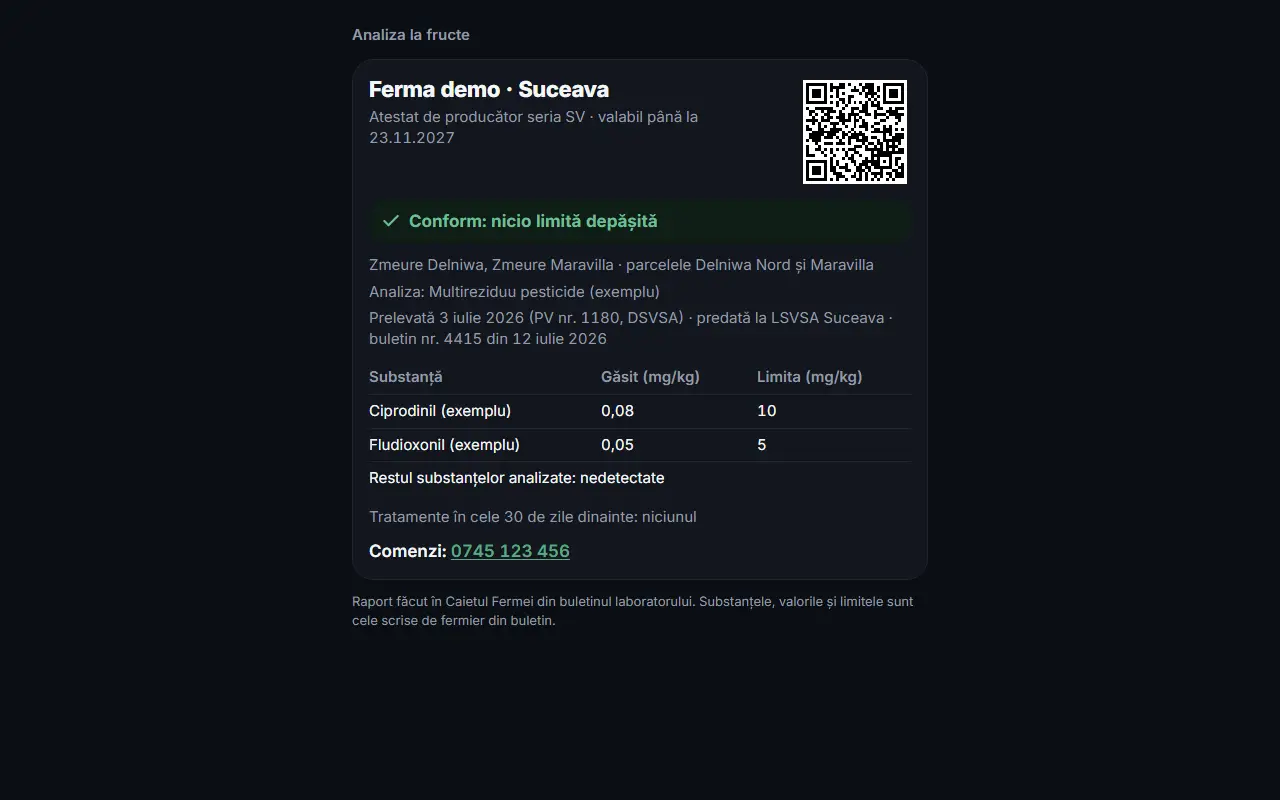 Analiza la fructe
Ferma demo · Suceava
Atestat de producător seria SV · valabil până la
23.11.2027
Conform: nicio limită depășită
Zmeure Delniwa, Zmeure Maravilla · parcelele Delniwa Nord și Maravilla
Analiza: Multireziduu pesticide (exemplu)
Prelevată 3 iulie 2026 (PV nr. 1180, DSVSA) · predată la LSVSA Suceava ·
buletin nr. 4415 din 12 iulie 2026
Substanță Găsit (mg/kg) Limita (mg/kg)
Ciprodinil (exemplu) 0,08 10
Fludioxonil (exemplu) 0,05 5
Restul substanțelor analizate: nedetectate
Tratamente în cele 30 de zile dinainte: niciunul
Comenzi: 0745 123 456
Raport făcut în Caietul Fermei din buletinul laboratorului. Substanțele, valorile și limitele sunt
cele scrise de fermier din buletin.